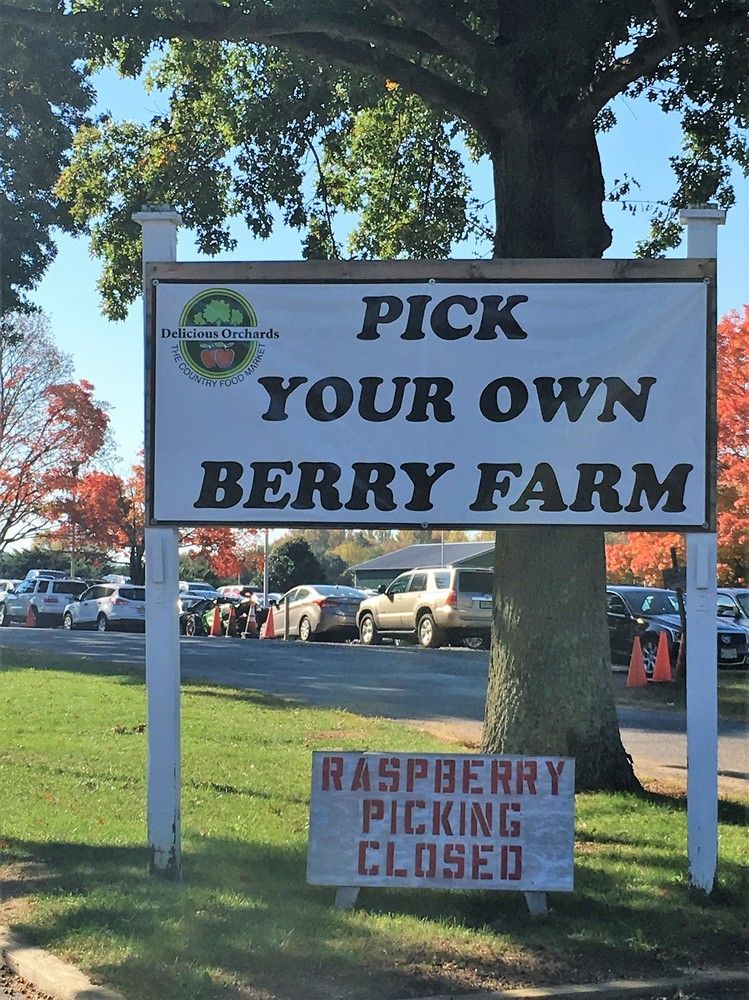 Delicious Orchards
THE COUNTRY FOOD MARKET
PICK
YOUR OWN
BERRY FARM
RASPBERRY
PICKING
CLOSED